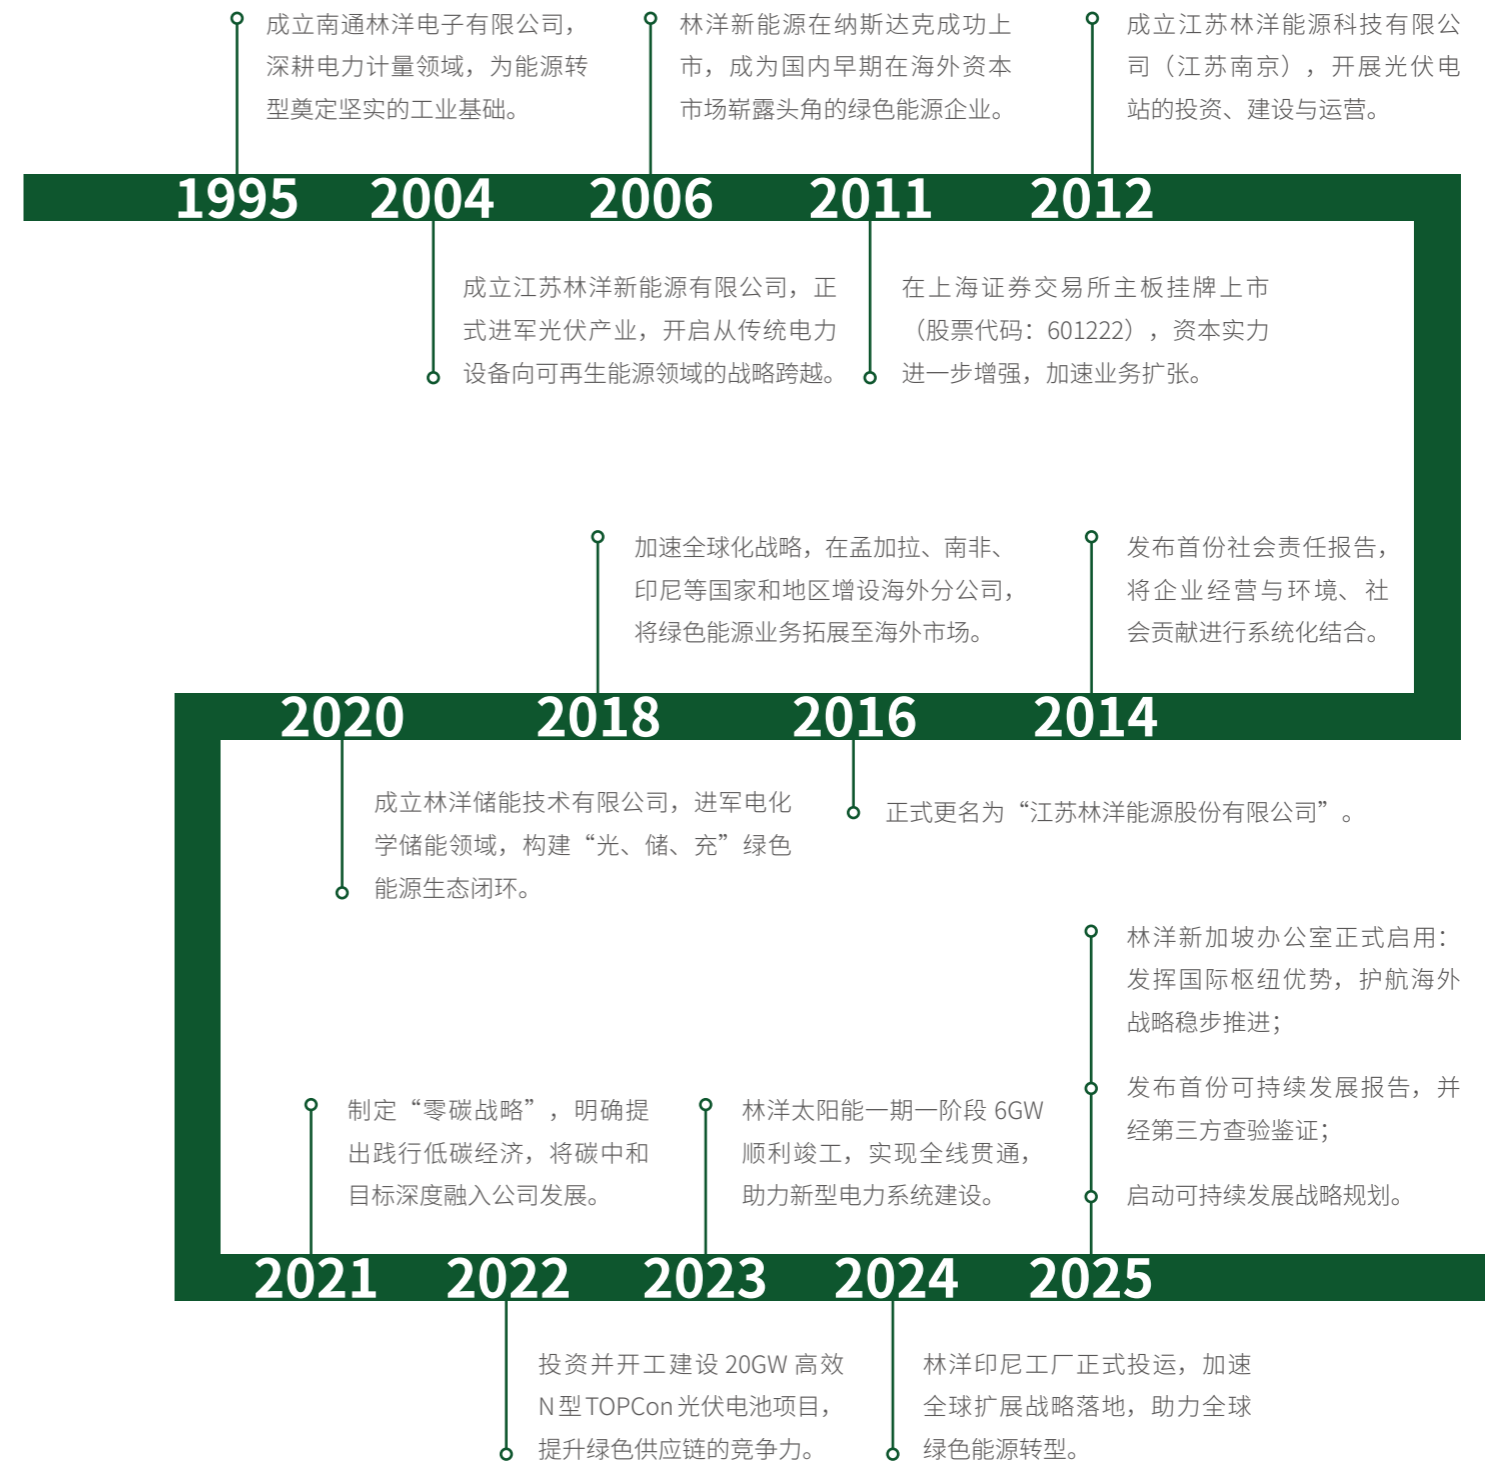 成立南通林洋电子有限公司，
深耕电力计量领域，为能源转
型奠定坚实的工业基础。
林洋新能源在纳斯达克成功上
市，成为国内早期在海外资本
市场崭露头角的绿色能源企业。
成立江苏林洋能源科技有限公
司（江苏南京），开展光伏电
站的投资、建设与运营。
1995 2004 2006 2011 2012
成立江苏林洋新能源有限公司，正
式进军光伏产业，开启从传统电力
设备向可再生能源领域的战略跨越。
在上海证券交易所主板挂牌上市
（股票代码：601222），资本实力
进一步增强，加速业务扩张。
加速全球化战略，在孟加拉、南非、
印尼等国家和地区增设海外分公司，
将绿色能源业务拓展至海外市场。
发布首份社会责任报告，
将企业经营与环境、社
会贡献进行系统化结合。
2020 2018 2016 2014
成立林洋储能技术有限公司，进军电化
学储能领域，构建“光、储、充”绿色
能源生态闭环。
正式更名为“江苏林洋能源股份有限公司”。
林洋新加坡办公室正式启用：
发挥国际枢纽优势，护航海外
战略稳步推进；
发布首份可持续发展报告，并
经第三方查验鉴证；
启动可持续发展战略规划。
制定“零碳战略”，明确提
出践行低碳经济，将碳中和
目标深度融入公司发展。
林洋太阳能一期一阶段 6GW
顺利竣工，实现全线贯通，
助力新型电力系统建设。
2021 2022 2023 2024 2025
投资并开工建设 20GW 高效
N 型 TOPCon 光伏电池项目，
提升绿色供应链的竞争力。
林洋印尼工厂正式投运，加速
全球扩展战略落地，助力全球
绿色能源转型。